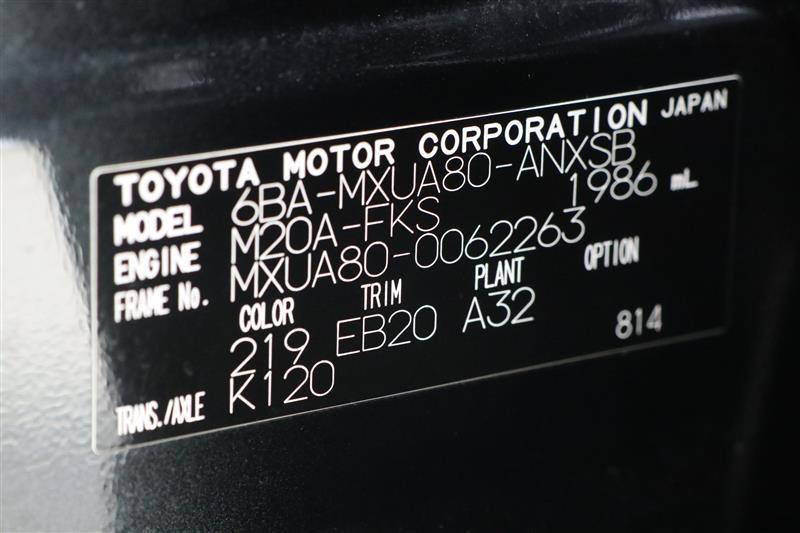 TOYOTA MOTOR CORPORATION JAPAN
MODEL 6BA-MXUA80-ANXSB
ENGINE M20A-FKS 1986 mL
FRAME No. MXUA80-0062263
COLOR TRIM PLANT OPTION
219 EB20 A32
TRANS./AXLE K120 814